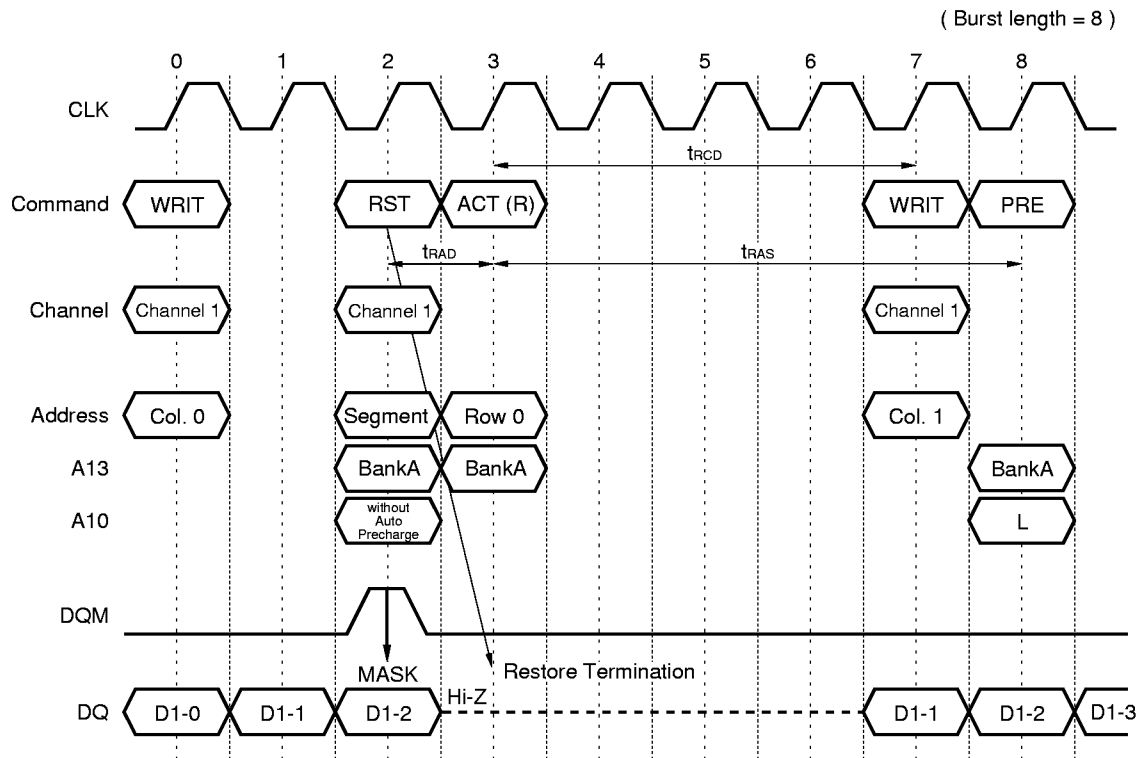 ( Burst length = 8 )
0 1 2 3 4 5 6 7 8
CLK
tRCD
Command WRIT RST ACT (R) WRIT PRE
tRAD tRAS
Channel Channel 1 Channel 1 Channel 1
Address Col. 0 Segment Row 0 Col. 1
A13 BankA BankA BankA
A10 without Auto Precharge L
DQM
MASK Restore Termination
Hi-Z
DQ D1-0 D1-1 D1-2 D1-1 D1-2 D1-3